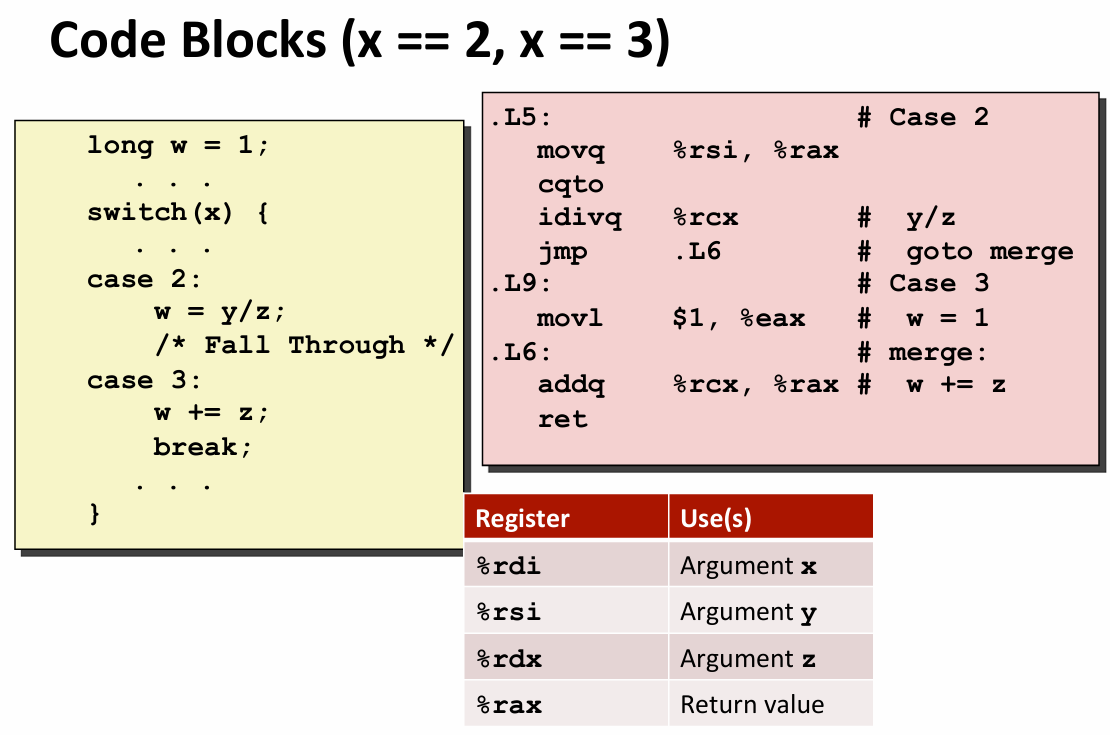 Code Blocks (x == 2, x == 3)
long w = 1;
. . .
switch(x) {
. . .
case 2:
w = y/z;
/* Fall Through */
case 3:
w += z;
break;
. . .
}
.L5: # Case 2
movq %rsi, %rax
cqto
idivq %rcx # y/z
jmp .L6 # goto merge
.L9: # Case 3
movl $1, %eax # w = 1
.L6: # merge:
addq %rcx, %rax # w += z
ret
Register Use(s)
%rdi Argument x
%rsi Argument y
%rdx Argument z
%rax Return value